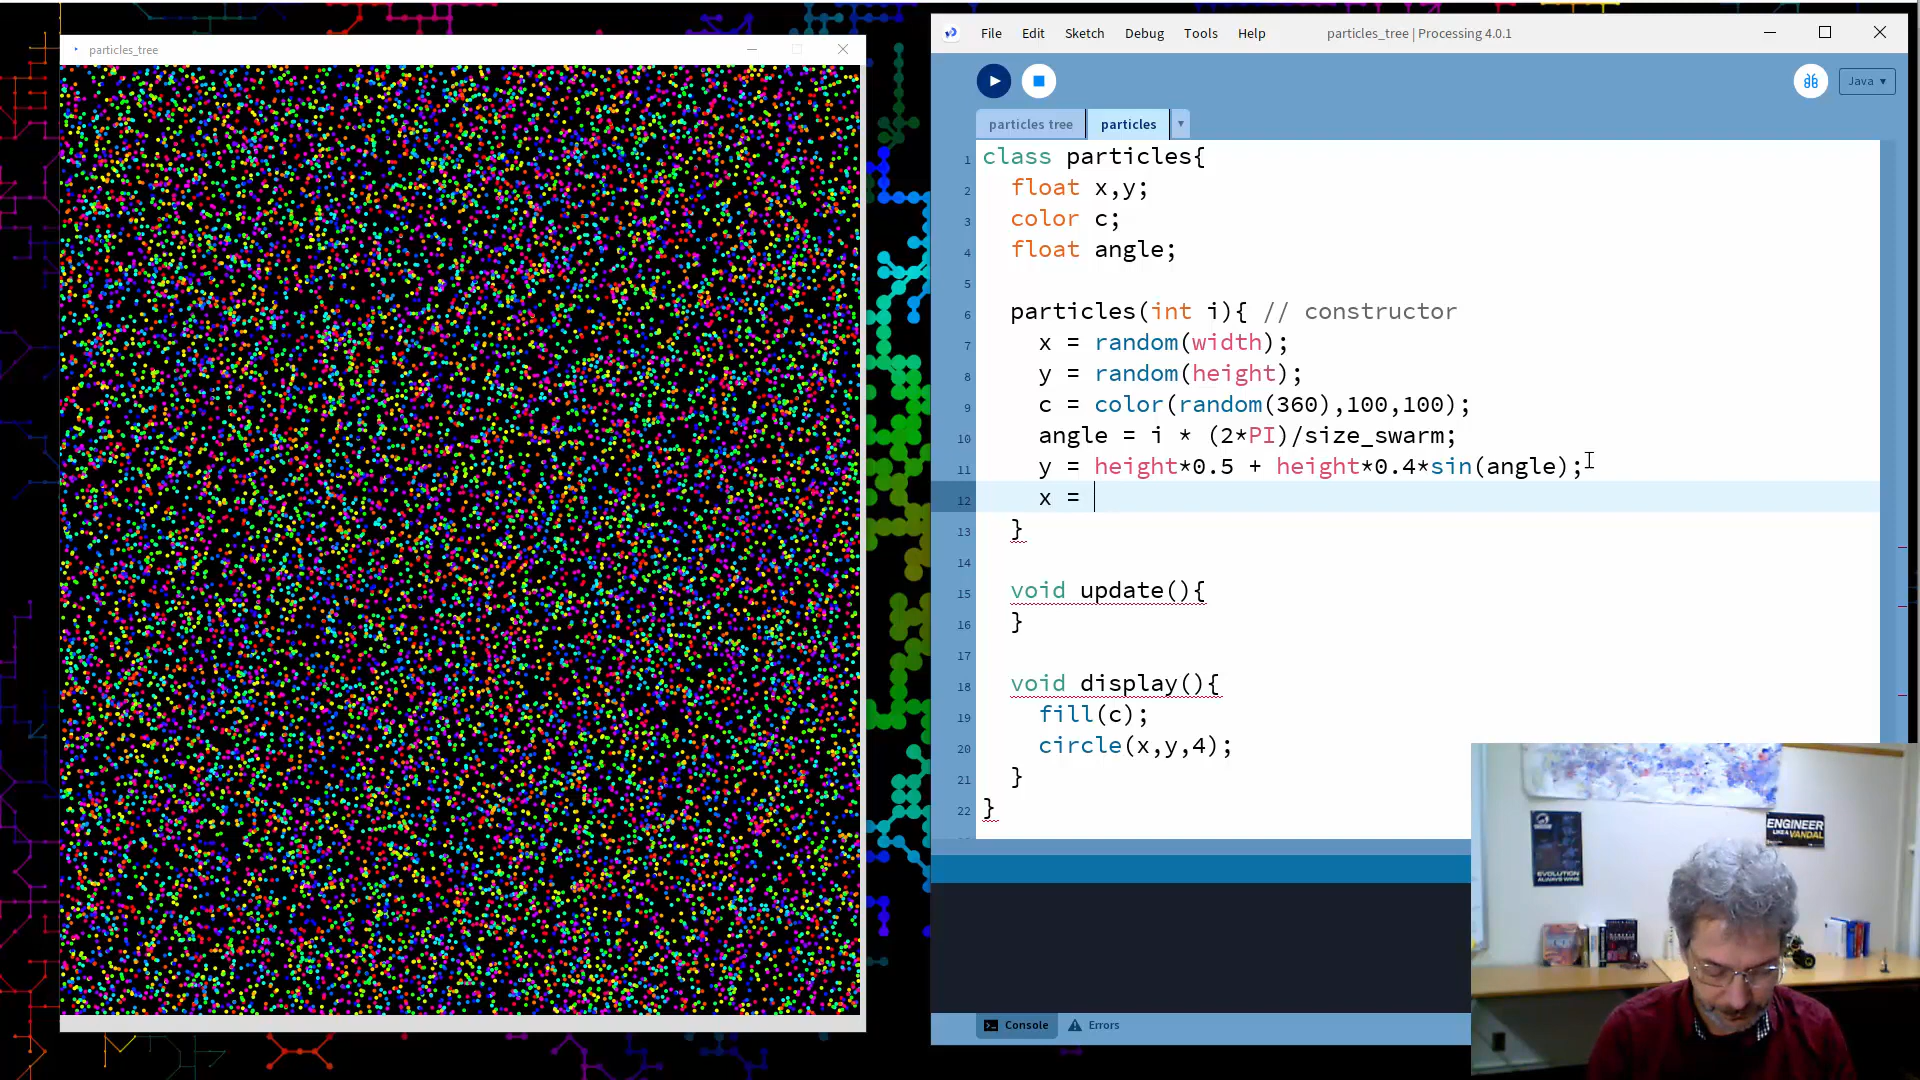 particles_tree
File Edit Sketch Debug Tools Help
particles_tree | Processing 4.0.1
Java ▾
particles tree
particles
1 class particles{
2 float x,y;
3 color c;
4 float angle;
5
6 particles(int i){ // constructor
7 x = random(width);
8 y = random(height);
9 c = color(random(360),100,100);
10 angle = i * (2*PI)/size_swarm;
11 y = height*0.5 + height*0.4*sin(angle);
12 x =
13 }
14
15 void update(){
16 }
17
18 void display(){
19 fill(c);
20 circle(x,y,4);
21 }
22 }
Console
Errors
ENGINEER
LIKE A VANDAL
EVOLUTION
ALWAYS WINS